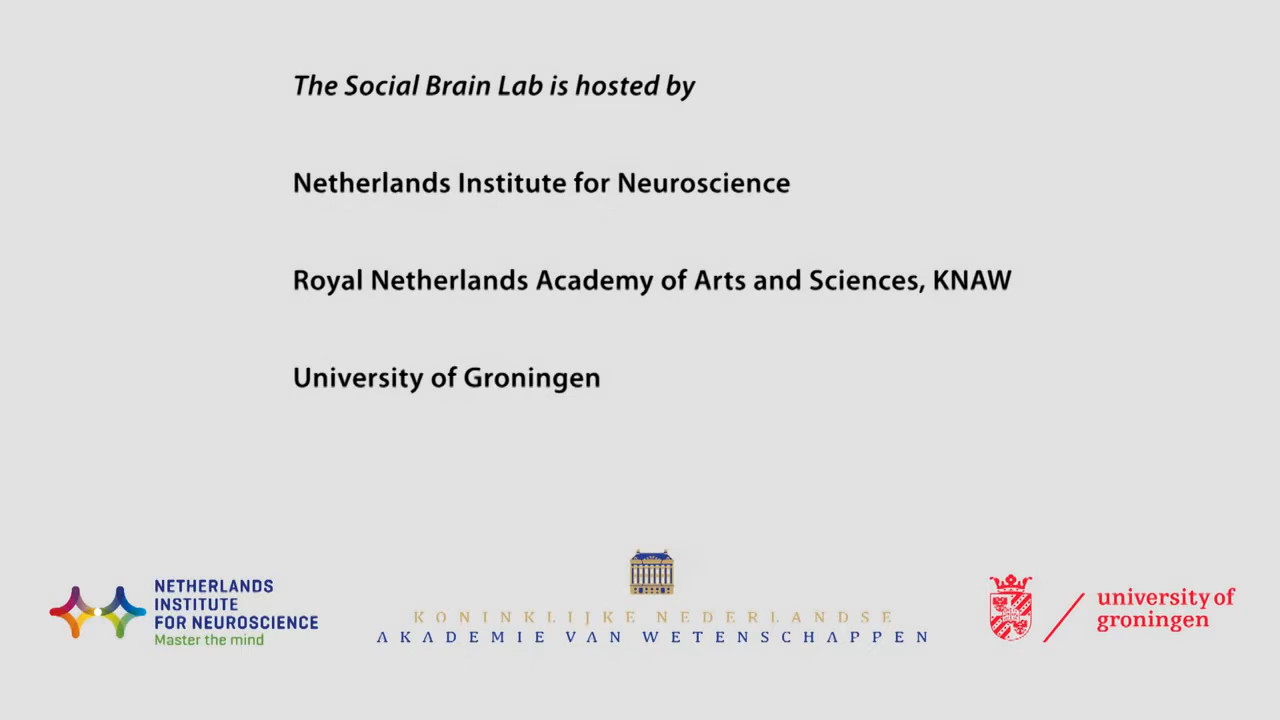 The Social Brain Lab is hosted by
Netherlands Institute for Neuroscience
Royal Netherlands Academy of Arts and Sciences, KNAW
University of Groningen
NETHERLANDS
INSTITUTE
FOR NEUROSCIENCE
Master the mind
KONINKLIJKE NEDERLANDSE
AKADEMIE VAN WETENSCHAPPEN
university of
groningen